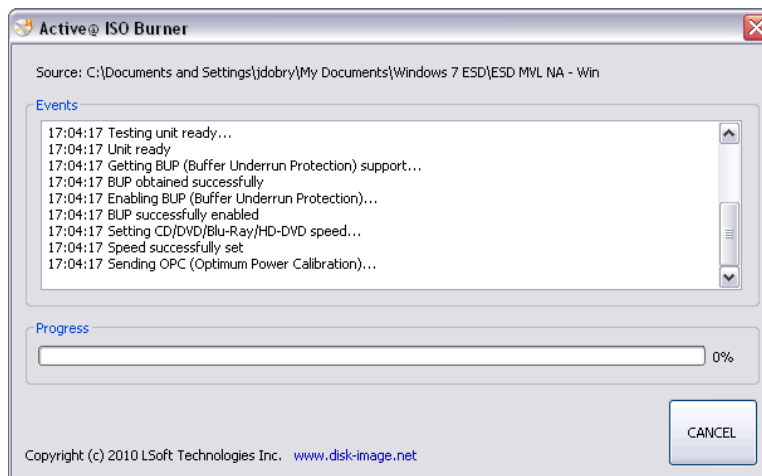 Active@ ISO Burner
Source: C:\Documents and Settings\jdobry\My Documents\Windows 7 ESD\ESD MVL NA - Win
Events
17:04:17 Testing unit ready...
17:04:17 Unit ready
17:04:17 Getting BUP (Buffer Underrun Protection) support...
17:04:17 BUP obtained successfully
17:04:17 Enabling BUP (Buffer Underrun Protection)...
17:04:17 BUP successfully enabled
17:04:17 Setting CD/DVD/Blu-Ray/HD-DVD speed...
17:04:17 Speed successfully set
17:04:17 Sending OPC (Optimum Power Calibration)...
Progress
0%
CANCEL
Copyright (c) 2010 LSoft Technologies Inc. www.disk-image.net